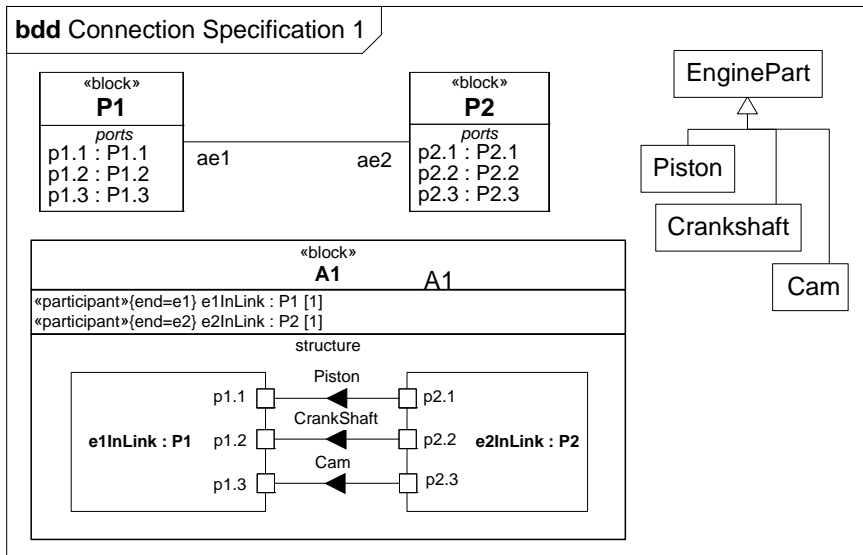 bdd Connection Specification 1
«block»
P1
ports
p1.1 : P1.1
p1.2 : P1.2
p1.3 : P1.3
ae1
ae2
«block»
P2
ports
p2.1 : P2.1
p2.2 : P2.2
p2.3 : P2.3
EnginePart
Piston
Crankshaft
Cam
«block»
A1
A1
«participant»{end=e1} e1InLink : P1 [1]
«participant»{end=e2} e2InLink : P2 [1]
structure
Piston
p1.1
p2.1
CrankShaft
e1InLink : P1
p1.2
p2.2
e2InLink : P2
Cam
p1.3
p2.3